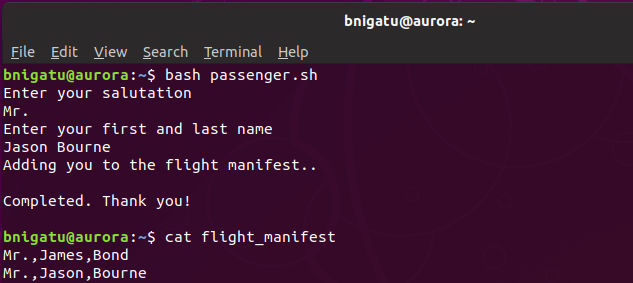 bnigatu@aurora: ~
File Edit View Search Terminal Help
bnigatu@aurora:~$ bash passenger.sh
Enter your salutation
Mr.
Enter your first and last name
Jason Bourne
Adding you to the flight manifest..
Completed. Thank you!
bnigatu@aurora:~$ cat flight_manifest
Mr.,James,Bond
Mr.,Jason,Bourne